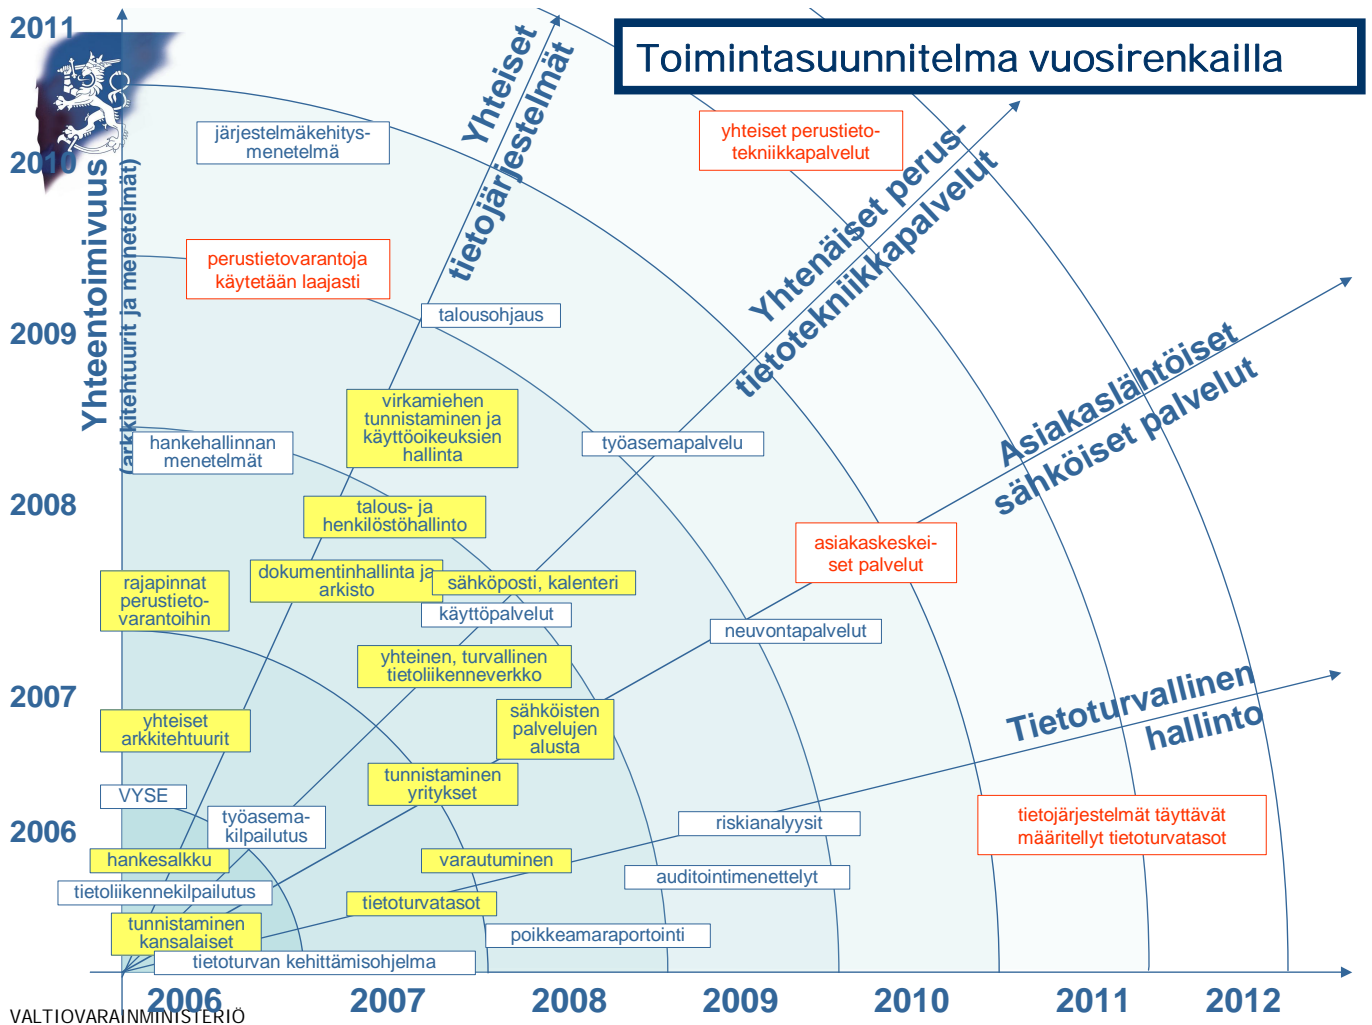 2011
Toimintasuunnitelma vuosirenkailla
Yhteiset
tietojärjestelmät
järjestelmäkehitys-
menetelmä
yhteiset perustieto-
tekniikkapalvelut
2010
Yhteentoimivuus
(arkkitehtuurit ja menetelmät)
Yhtenäiset perus-
tietotekniikkapalvelut
perustietovarantoja
käytetään laajasti
talousohjaus
2009
Asiakaslähtöiset
sähköiset palvelut
virkamiehen
tunnistaminen ja
käyttöoikeuksien
hallinta
hankehallinnan
menetelmät
työasemapalvelu
2008
talous- ja
henkilöstöhallinto
asiakaskeskei-
set palvelut
dokumentinhallinta ja
arkisto
sähköposti, kalenteri
rajapinnat
perustieto-
varantoihin
käyttöpalvelut
neuvontapalvelut
yhteinen, turvallinen
tietoliikenneverkko
2007
Tietoturvallinen
hallinto
yhteiset
arkkitehtuurit
sähköisten
palvelujen
alusta
tunnistaminen
yritykset
VYSE
työasema-
kilpailutus
2006
riskianalyysit
tietojärjestelmät täyttävät
määritellyt tietoturvatasot
hankesalkku
varautuminen
auditointimenettelyt
tietoliikennekilpailutus
tietoturvatasot
tunnistaminen
kansalaiset
poikkeamaraportointi
tietoturvan kehittämisohjelma
2006
2007
2008
2009
2010
2011
2012
VALTIOVARAINMINISTERIÖ